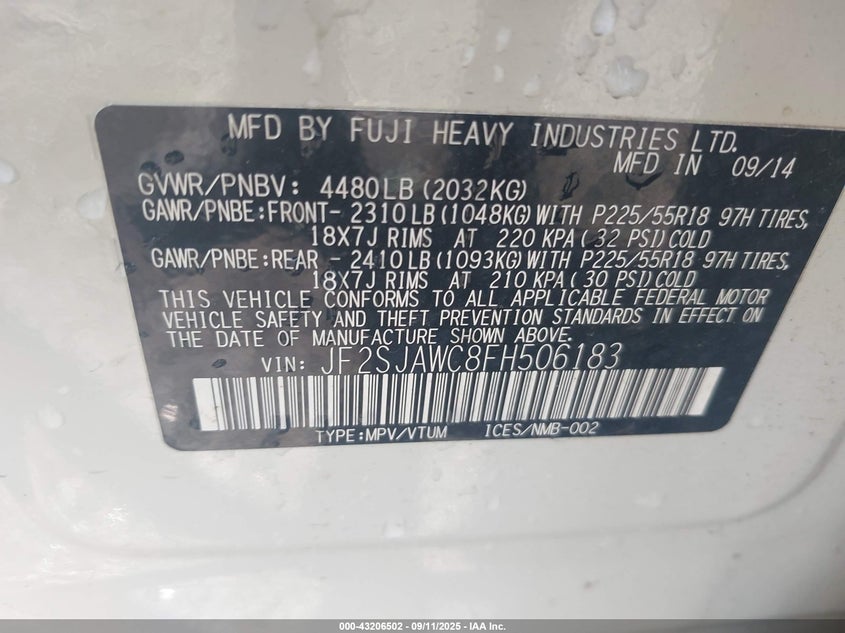 MFD BY FUJI HEAVY INDUSTRIES LTD.
MFD IN 09/14
GVWR/PNBV: 4480LB (2032KG)
GAWR/PNBE:FRONT- 2310LB (1048KG) WITH P225/55R18 97H TIRES,
18X7J RIMS AT 220 KPA (32 PSI) COLD
GAWR/PNBE:REAR - 2410LB (1093KG) WITH P225/55R18 97H TIRES,
18X7J RIMS AT 210 KPA (30 PSI) COLD
THIS VEHICLE CONFORMS TO ALL APPLICABLE FEDERAL MOTOR
VEHICLE SAFETY AND THEFT PREVENTION STANDARDS IN EFFECT ON
THE DATE OF MANUFACTURE SHOWN ABOVE.
VIN: JF2SJAWC8FH506183
TYPE:MPV/VTUM ICES/NMB-002
000-43206502 - 09/11/2025 - IAA Inc.